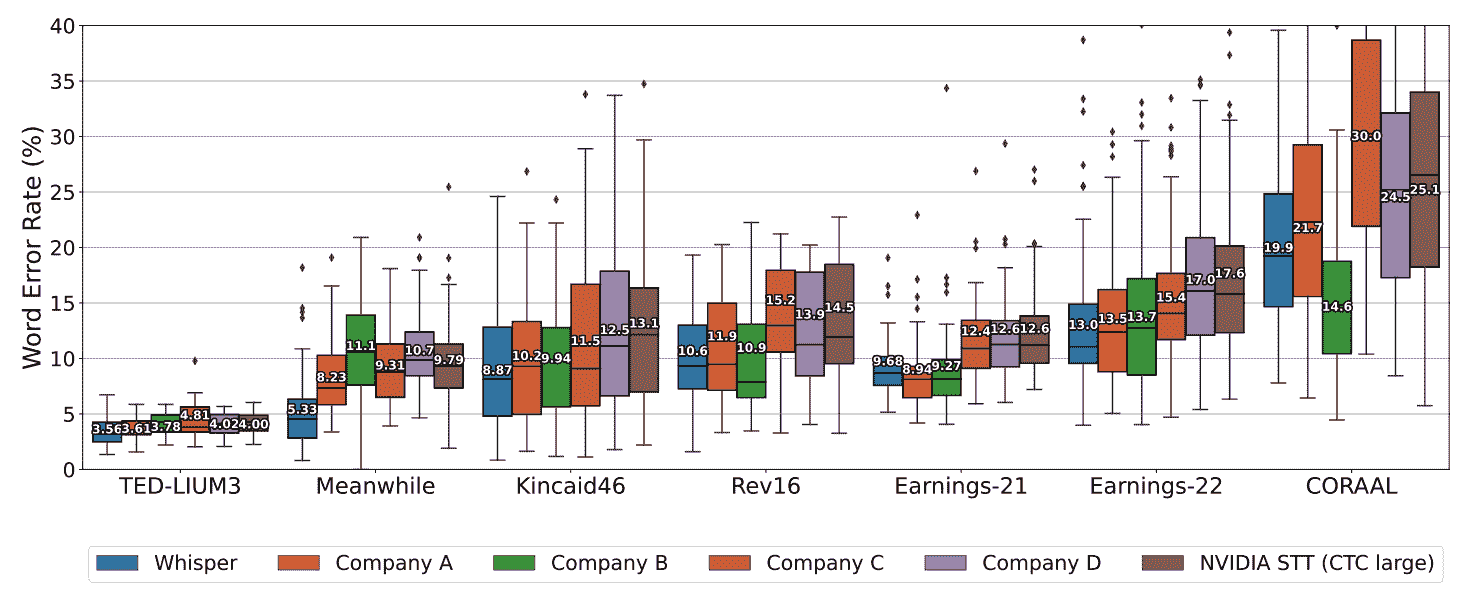 Word Error Rate (%)
40
35
30
25
20
15
10
5
0
3.56 3.61 3.78 4.81 4.02 4.00
5.33 8.23 11.1 9.31 10.7 9.79
8.87 10.2 9.94 11.5 12.5 13.1
10.6 11.9 10.9 15.2 13.9 14.5
9.68 8.94 9.27 12.4 12.6 12.6
13.0 13.5 13.7 15.4 17.0 17.6
19.9 21.7 14.6 30.0 24.5 25.1
TED-LIUM3 Meanwhile Kincaid46 Rev16 Earnings-21 Earnings-22 CORAAL
Whisper Company A Company B Company C Company D NVIDIA STT (CTC large)